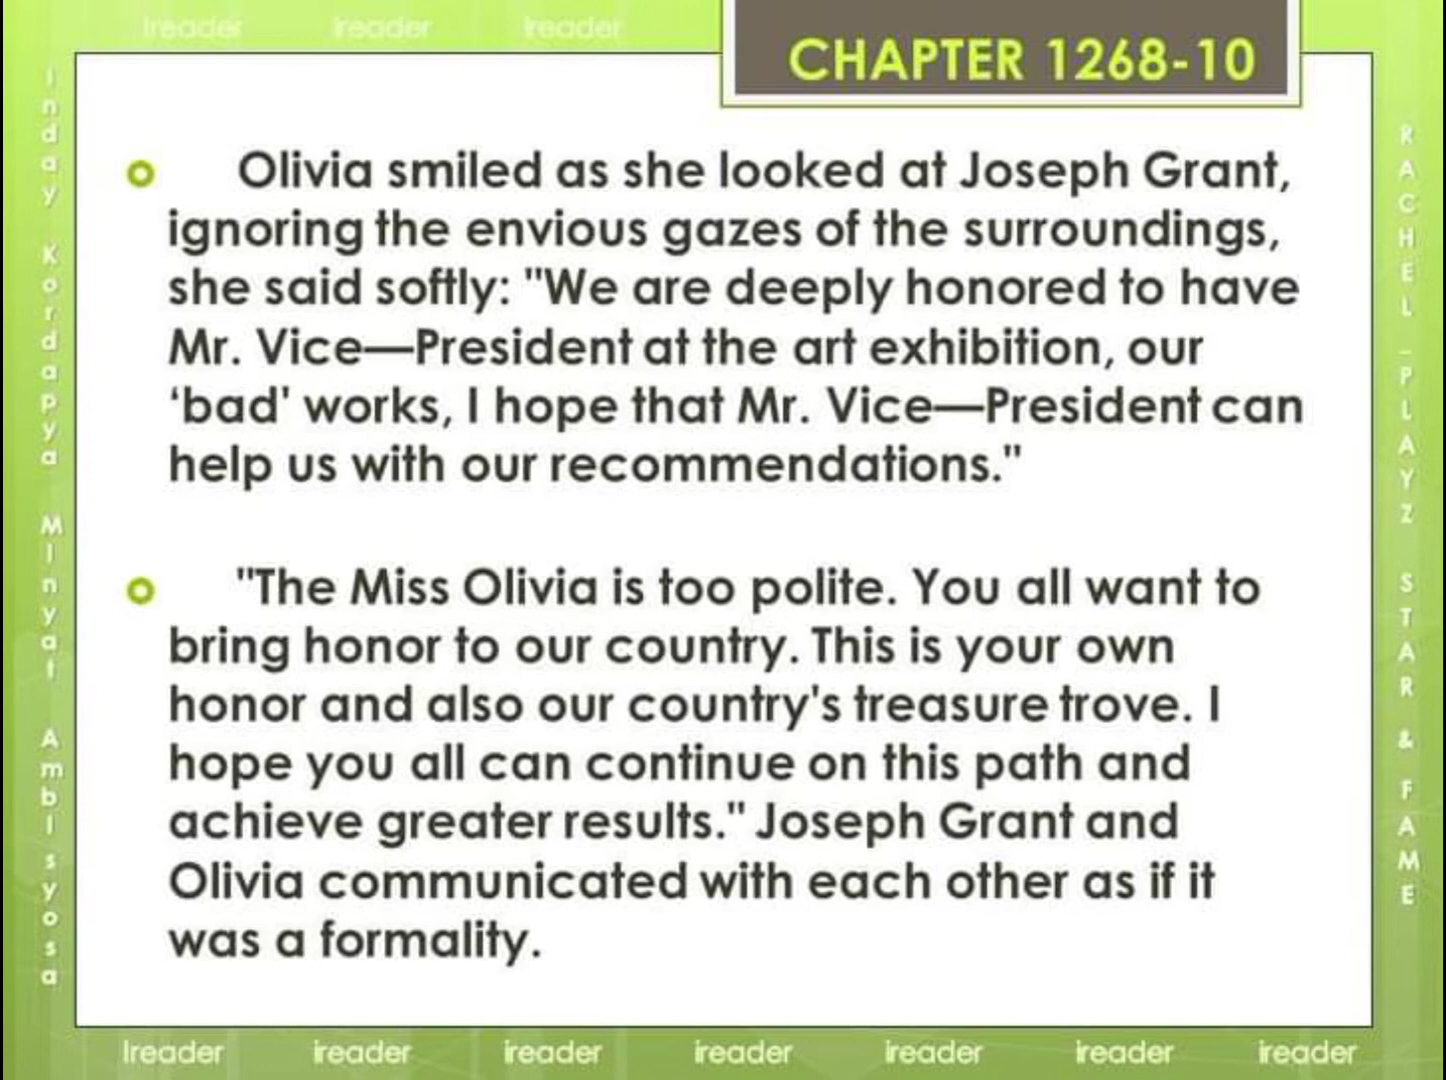 Ireader ireader ireader
CHAPTER 1268-10
Olivia smiled as she looked at Joseph Grant,
ignoring the envious gazes of the surroundings,
she said softly: "We are deeply honored to have
Mr. Vice—President at the art exhibition, our
‘bad' works, I hope that Mr. Vice—President can
help us with our recommendations."
"The Miss Olivia is too polite. You all want to
bring honor to our country. This is your own
honor and also our country's treasure trove. I
hope you all can continue on this path and
achieve greater results." Joseph Grant and
Olivia communicated with each other as if it
was a formality.
Inday Kordapya Minyat Amblsyosa
RACHEL_PLAYZ STAR & FAME
Ireader ireader ireader ireader ireader ireader ireader